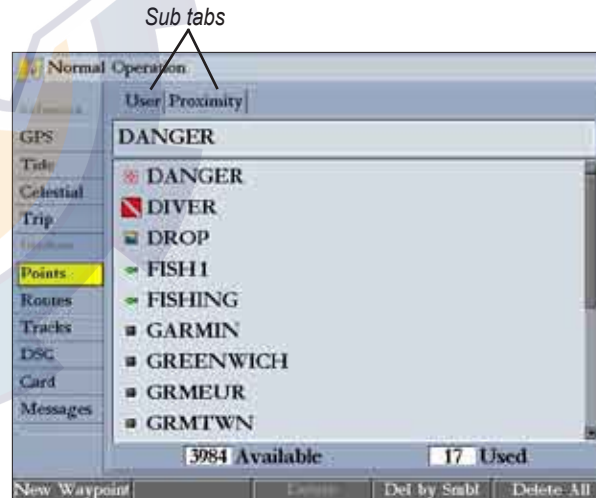 Sub tabs
Normal Operation
User Proximity
GPS
Tide
Celestial
Trip
Points
Routes
Tracks
DSC
Card
Messages
DANGER
DANGER
DIVER
DROP
FISH1
FISHING
GARMIN
GREENWICH
GRMEUR
GRMTWN
3984 Available 17 Used
New Waypoint Delete Del by Smbl Delete All